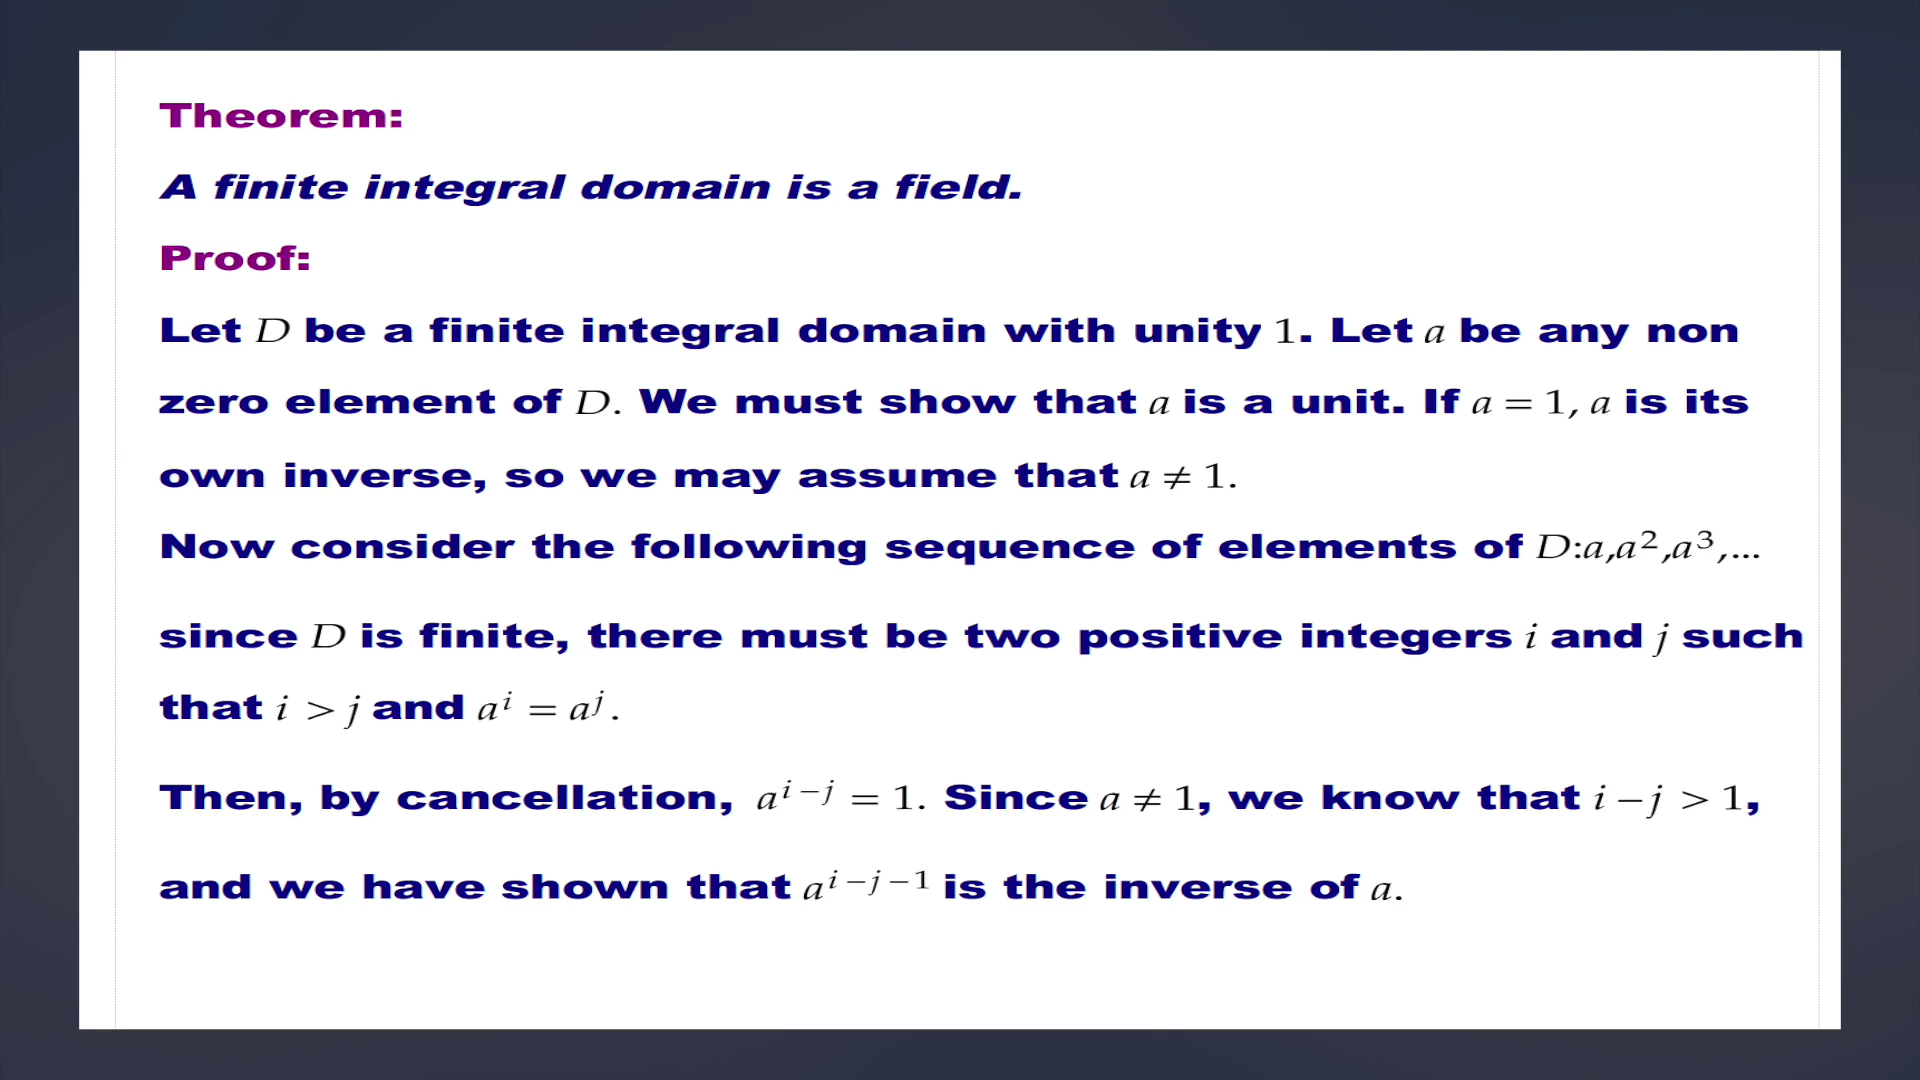 Theorem:
A finite integral domain is a field.
Proof:
Let D be a finite integral domain with unity 1. Let a be any non
zero element of D. We must show that a is a unit. If a = 1, a is its
own inverse, so we may assume that a ≠ 1.
Now consider the following sequence of elements of D:a,a²,a³,...
since D is finite, there must be two positive integers i and j such
that i > j and aⁱ = aʲ.
Then, by cancellation, aⁱ⁻ʲ = 1. Since a ≠ 1, we know that i – j > 1,
and we have shown that aⁱ⁻ʲ⁻¹ is the inverse of a.